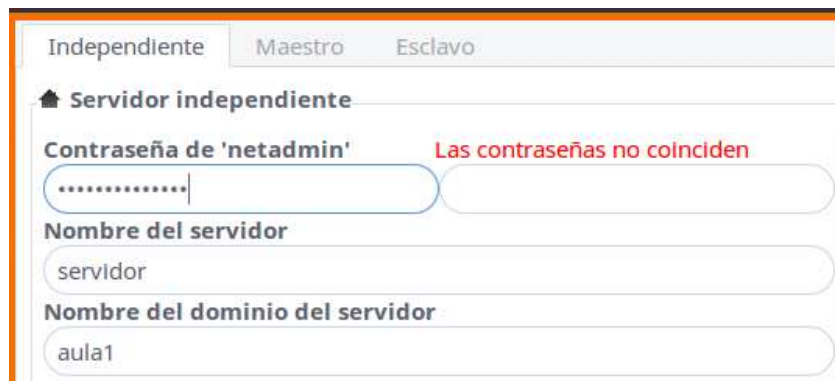 Independiente Maestro Esclavo
Servidor independiente
Contraseña de 'netadmin' Las contraseñas no coinciden
••••••••••••••
Nombre del servidor
servidor
Nombre del dominio del servidor
aula1